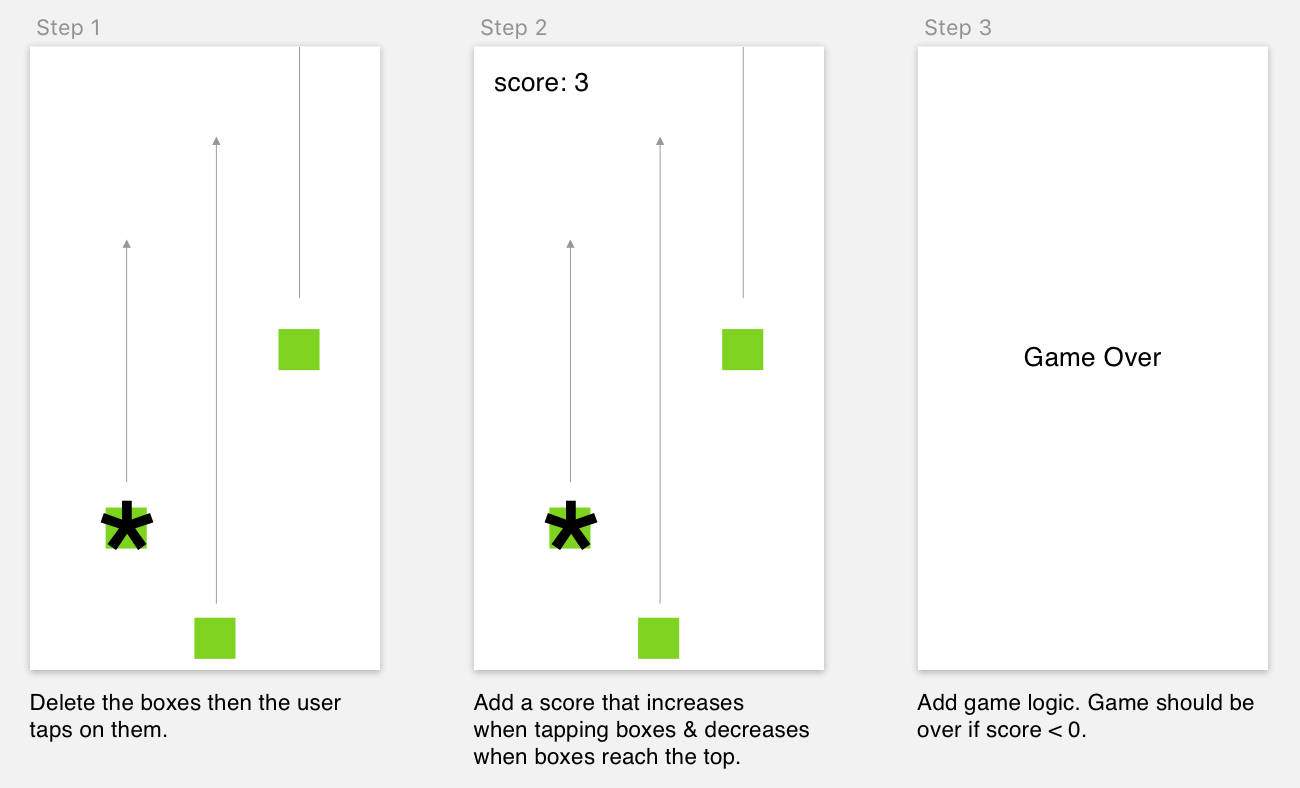 Step 1
Step 2
Step 3
score: 3
Game Over
*
*
Delete the boxes then the user
taps on them.
Add a score that increases
when tapping boxes & decreases
when boxes reach the top.
Add game logic. Game should be
over if score < 0.